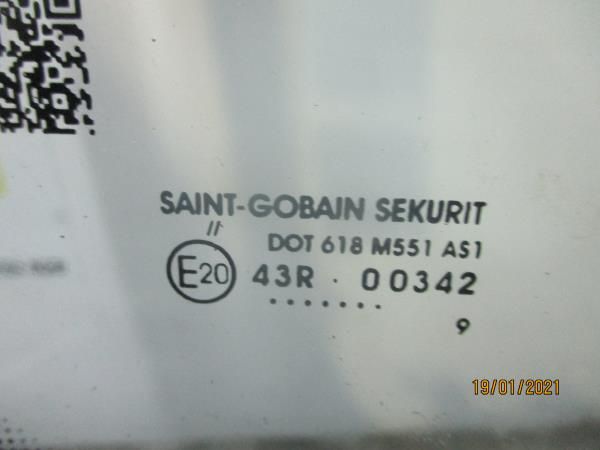 SAINT-GOBAIN SEKURIT
//
DOT 618 M551 AS1
E20 43R · 00342
.......
9
19/01/2021